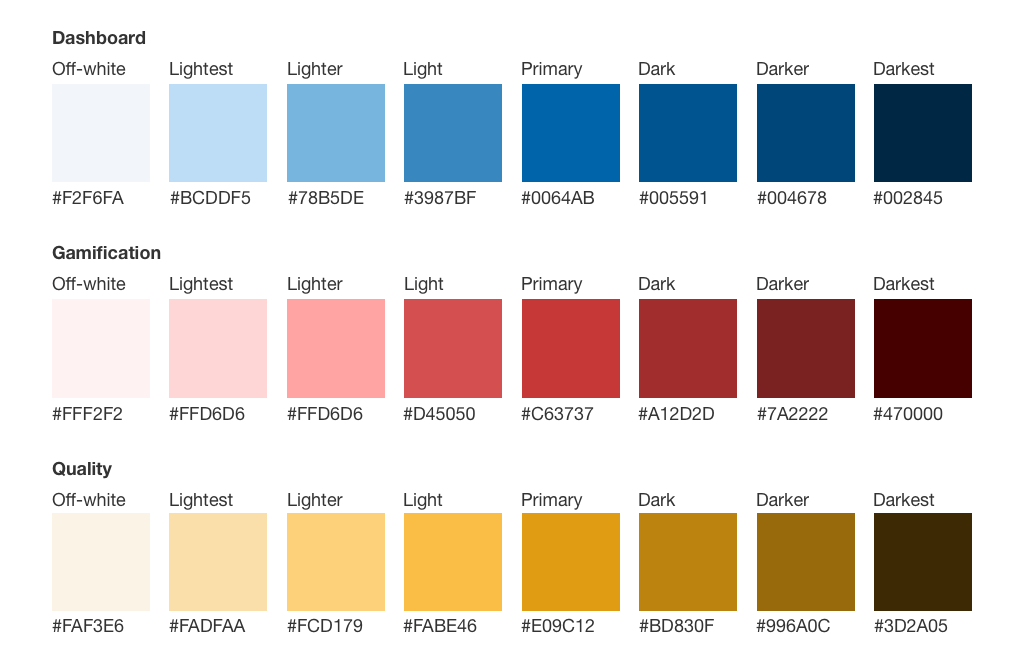 Dashboard
Off-white Lightest Lighter Light Primary Dark Darker Darkest
#F2F6FA #BCDDF5 #78B5DE #3987BF #0064AB #005591 #004678 #002845
Gamification
Off-white Lightest Lighter Light Primary Dark Darker Darkest
#FFF2F2 #FFD6D6 #FFD6D6 #D45050 #C63737 #A12D2D #7A2222 #470000
Quality
Off-white Lightest Lighter Light Primary Dark Darker Darkest
#FAF3E6 #FADFAA #FCD179 #FABE46 #E09C12 #BD830F #996A0C #3D2A05